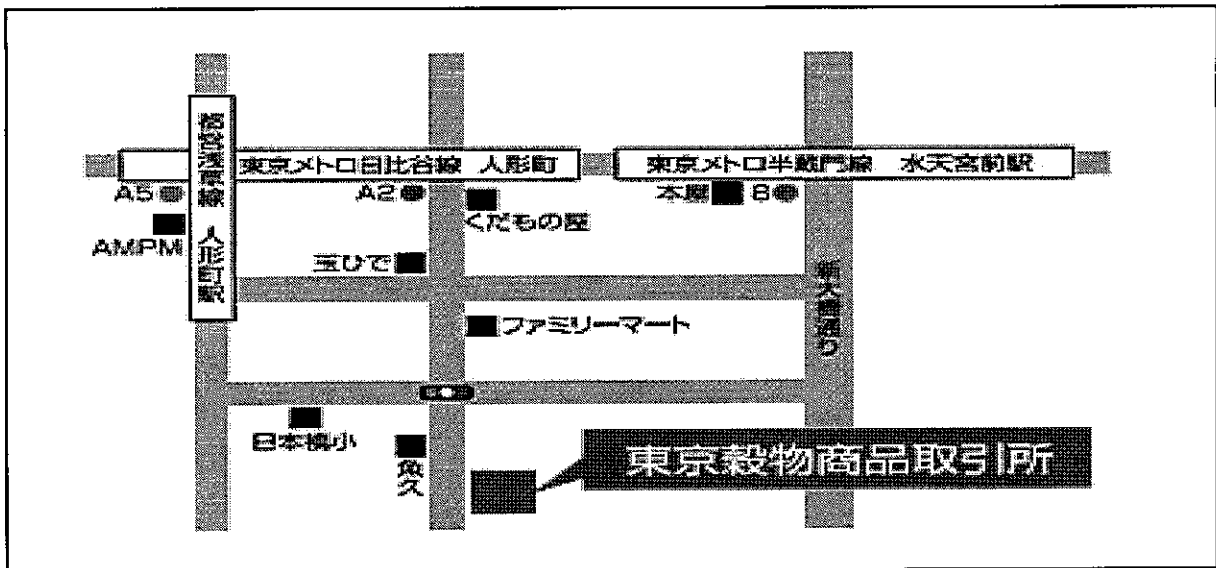 東京メトロ日比谷線 人形町
東京メトロ半蔵門線 水天宮前駅
都営浅草線 人形町駅
A5
A2
本屋
8
くだもの屋
AMPM
玉ひで
新大橋通り
ファミリーマート
日本橋小
魚久
東京穀物商品取引所